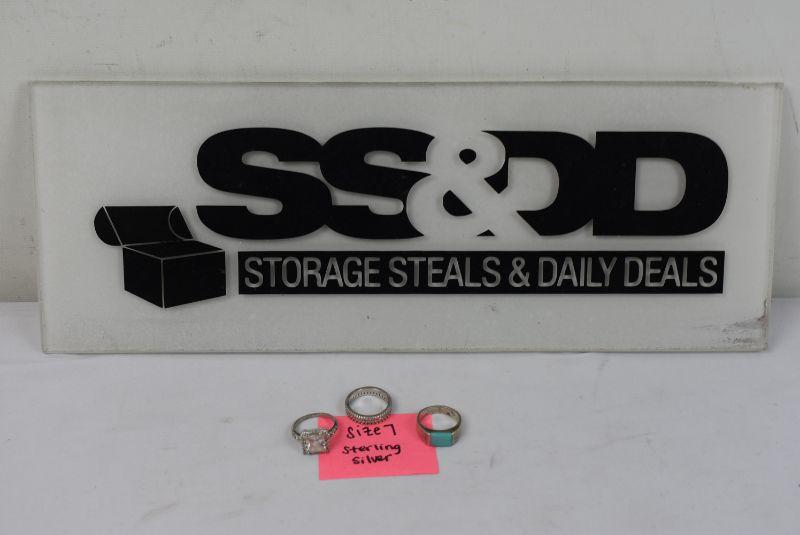 SS&DD
STORAGE STEALS & DAILY DEALS
Size 7
sterling
silver